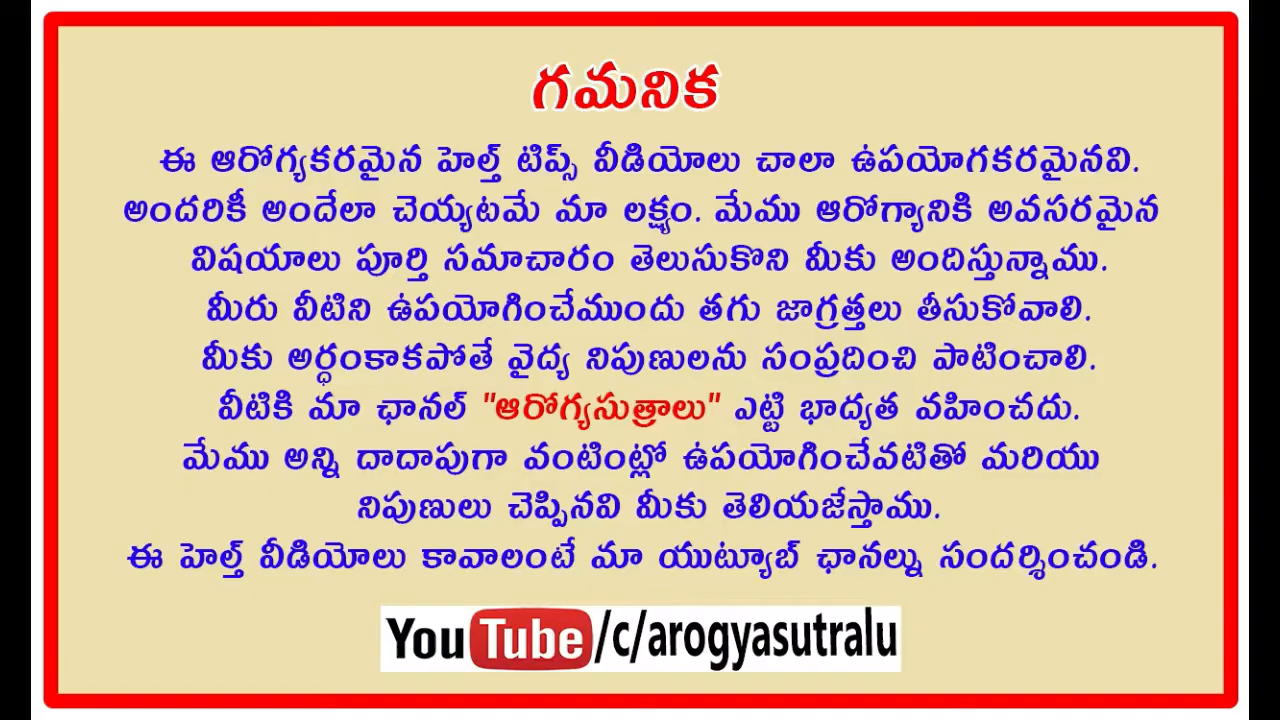 గమనిక
ఈ ఆరోగ్యకరమైన హెల్త్ టిప్స్ వీడియోలు చాలా ఉపయోగకరమైనవి.
అందరికీ అందేలా చెయ్యటమే మా లక్ష్యం. మేము ఆరోగ్యానికి అవసరమైన
విషయాలు పూర్తి సమాచారం తెలుసుకొని మీకు అందిస్తున్నాము.
మీరు వీటిని ఉపయోగించేముందు తగు జాగ్రత్తలు తీసుకోవాలి.
మీకు అర్ధంకాకపోతే వైద్య నిపుణులను సంప్రదించి పాటించాలి.
వీటికి మా ఛానల్ "ఆరోగ్యసుత్రాలు" ఎట్టి భాద్యత వహించదు.
మేము అన్ని దాదాపుగా వంటింట్లో ఉపయోగించేవటితో మరియు
నిపుణులు చెప్పినవి మీకు తెలియజేస్తాము.
ఈ హెల్త్ వీడియోలు కావాలంటే మా యుట్యూబ్ ఛానల్ను సందర్శించండి.
YouTube/c/arogyasutralu